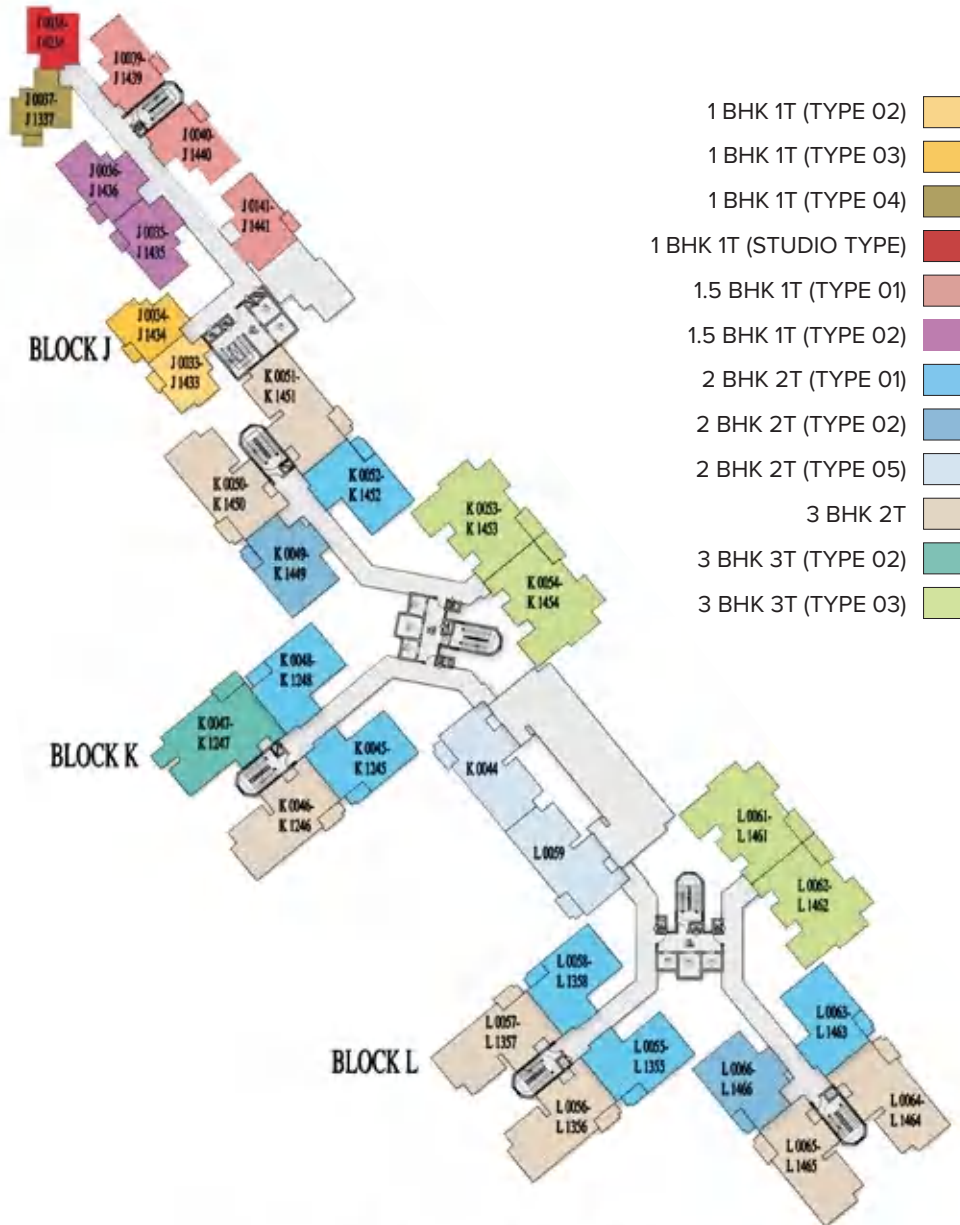 J 0039-
J 1439
J 0037-
J 1337
J 0040-
J 1440
J 0036-
J 1436
J 0141-
J 1441
J 0035-
J 1435
J 0034-
J 1434
BLOCK J
J 0033-
J 1433
K 0051-
K 1451
K 0050-
K 1450
K 0052-
K 1452
K 0053-
K 1453
K 0049-
K 1449
K 0054-
K 1454
K 0048-
K 1248
K 0047-
K 1247
BLOCK K
K 0045-
K 1245
K 0044
K 0046-
K 1246
L 0059
L 0061-
L 1461
L 0062-
L 1462
L 0058-
L 1358
L 0057-
L 1357
BLOCK L
L 0055-
L 1355
L 0056-
L 1356
L 0063-
L 1463
L 0066-
L 1466
L 0064-
L 1464
L 0065-
L 1465
1 BHK 1T (TYPE 02)
1 BHK 1T (TYPE 03)
1 BHK 1T (TYPE 04)
1 BHK 1T (STUDIO TYPE)
1.5 BHK 1T (TYPE 01)
1.5 BHK 1T (TYPE 02)
2 BHK 2T (TYPE 01)
2 BHK 2T (TYPE 02)
2 BHK 2T (TYPE 05)
3 BHK 2T
3 BHK 3T (TYPE 02)
3 BHK 3T (TYPE 03)